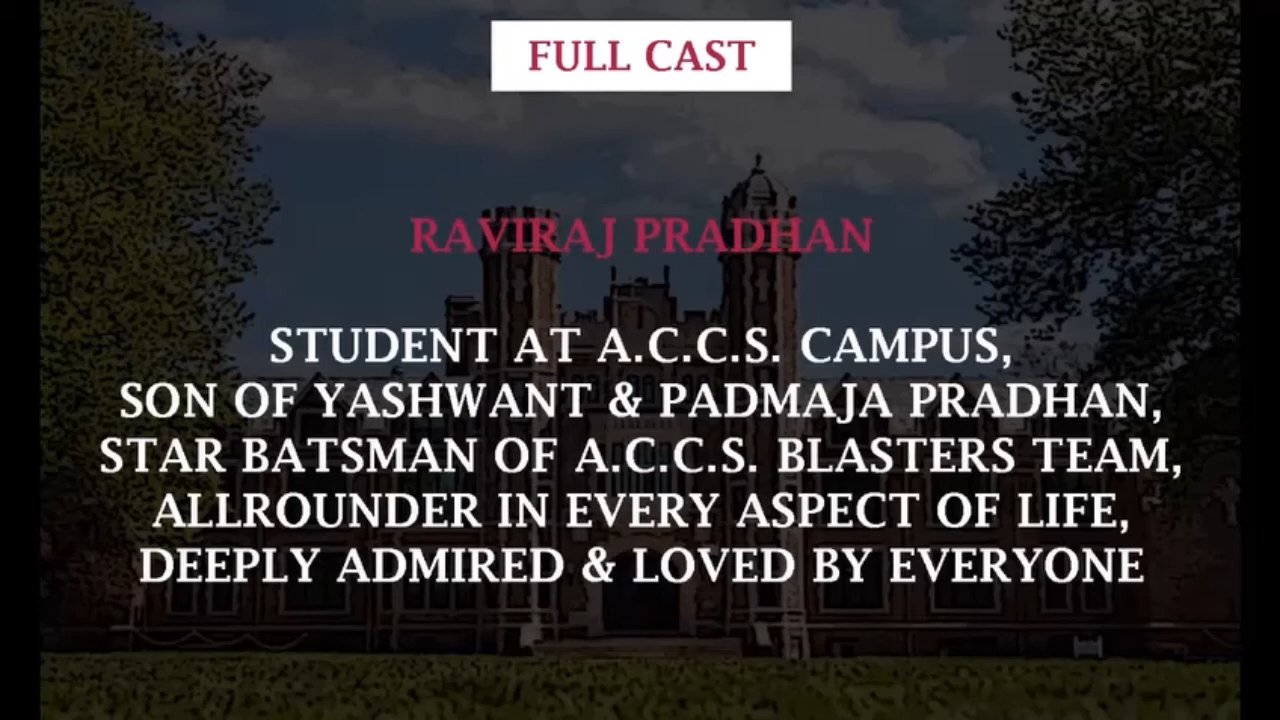 FULL CAST
RAVIRAJ PRADHAN
STUDENT AT A.C.C.S. CAMPUS,
SON OF YASHWANT & PADMAJA PRADHAN,
STAR BATSMAN OF A.C.C.S. BLASTERS TEAM,
ALLROUNDER IN EVERY ASPECT OF LIFE,
DEEPLY ADMIRED & LOVED BY EVERYONE